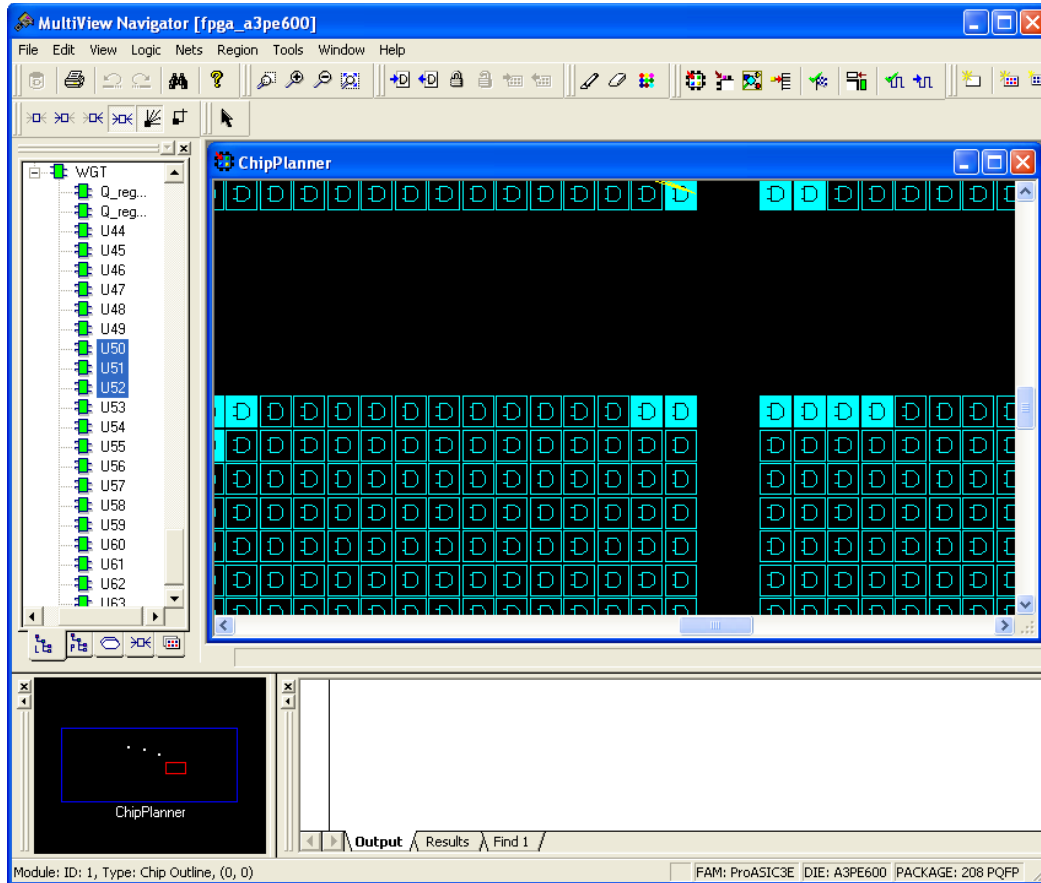 MultiView Navigator [fpga_a3pe600]
File Edit View Logic Nets Region Tools Window Help
WGT
Q_reg...
Q_reg...
U44
U45
U46
U47
U48
U49
U50
U51
U52
U53
U54
U55
U56
U57
U58
U59
U60
U61
U62
U63
ChipPlanner
ChipPlanner
Output Results Find 1
Module: ID: 1, Type: Chip Outline, (0, 0)
FAM: ProASIC3E DIE: A3PE600 PACKAGE: 208 PQFP